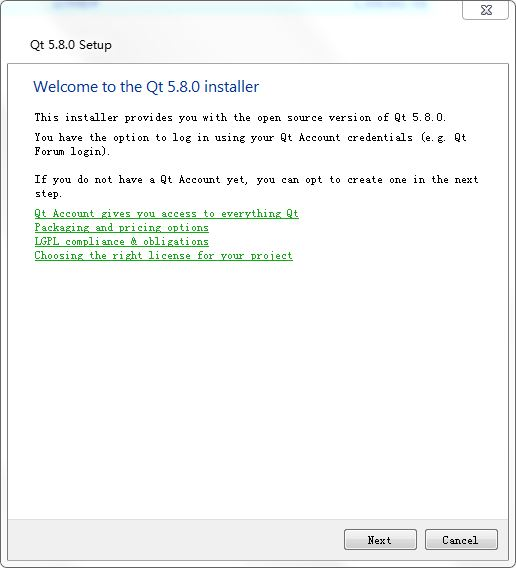 Qt 5.8.0 Setup
Welcome to the Qt 5.8.0 installer
This installer provides you with the open source version of Qt 5.8.0.
You have the option to log in using your Qt Account credentials (e.g. Qt
Forum login).
If you do not have a Qt Account yet, you can opt to create one in the next
step.
Qt Account gives you access to everything Qt
Packaging and pricing options
LGPL compliance & obligations
Choosing the right license for your project
Next Cancel